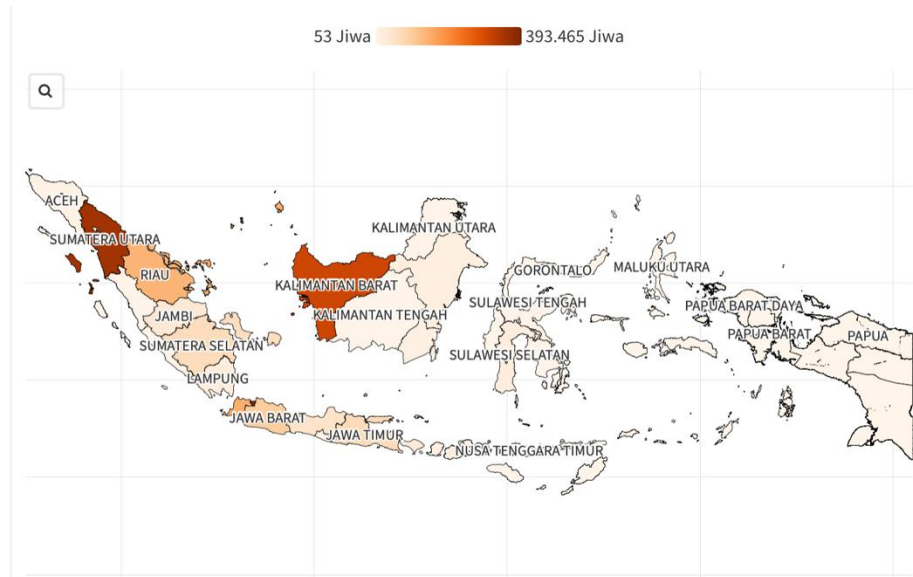 53 Jiwa 393.465 Jiwa
ACEH
SUMATERA UTARA
KALIMANTAN UTARA
RIAU
GORONTALO
MALUKU UTARA
KALIMANTAN BARAT
SULAWESI TENGAH
PAPUA BARAT DAYA
JAMBI
KALIMANTAN TENGAH
PAPUA BARAT
PAPUA
SUMATERA SELATAN
SULAWESI SELATAN
LAMPUNG
JAWA BARAT
JAWA TIMUR
NUSA TENGGARA TIMUR